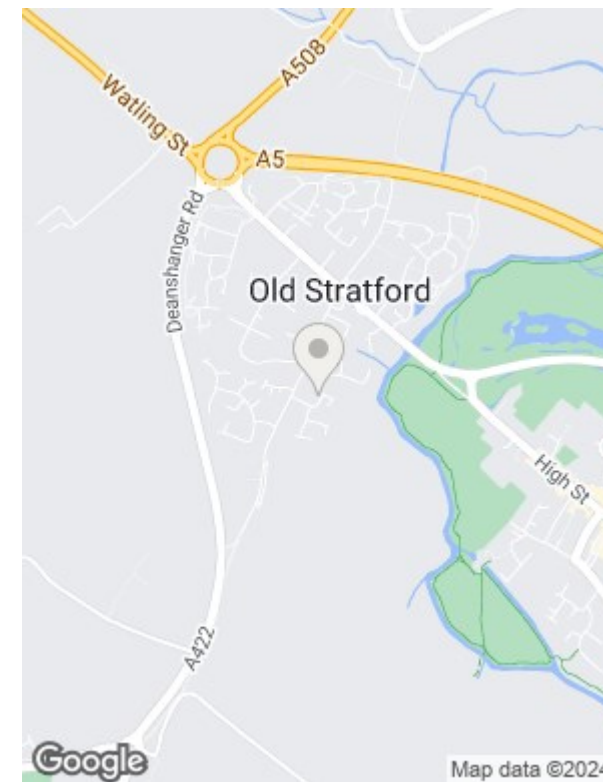 A508
Watling St
A5
Deanshanger Rd
Old Stratford
High St
A422
Google
Map data ©2024